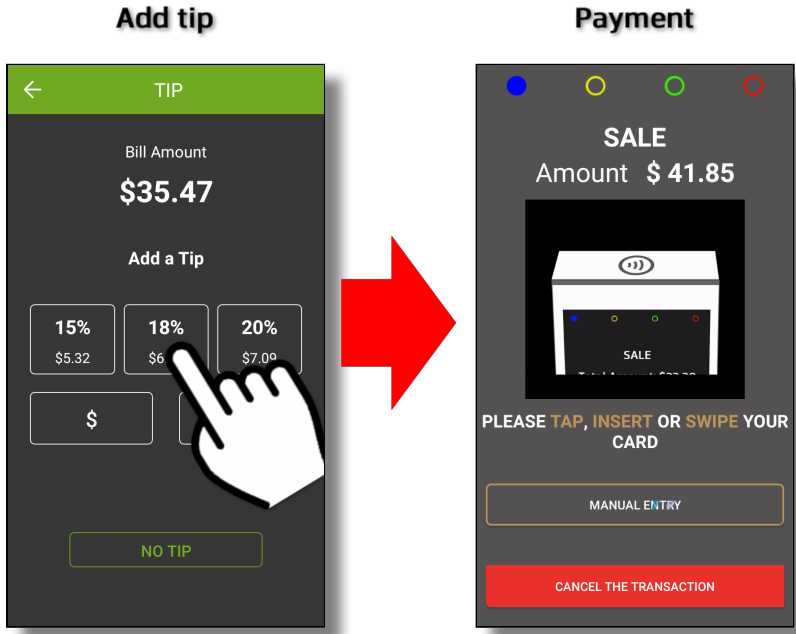 Add tip
Payment
TIP
Bill Amount
$35.47
Add a Tip
15%
18%
20%
$5.32
$6.
$7.09
$
NO TIP
SALE
Amount $ 41.85
SALE
PLEASE TAP, INSERT OR SWIPE YOUR
CARD
MANUAL ENTRY
CANCEL THE TRANSACTION